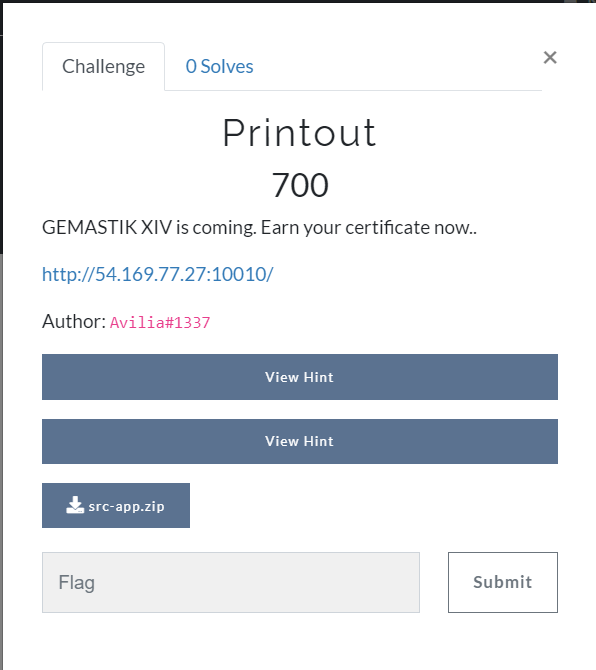 Challenge
0 Solves
×
Printout
700
GEMASTIK XIV is coming. Earn your certificate now..
http://54.169.77.27:10010/
Author: Avilia#1337
View Hint
View Hint
src-app.zip
Flag
Submit